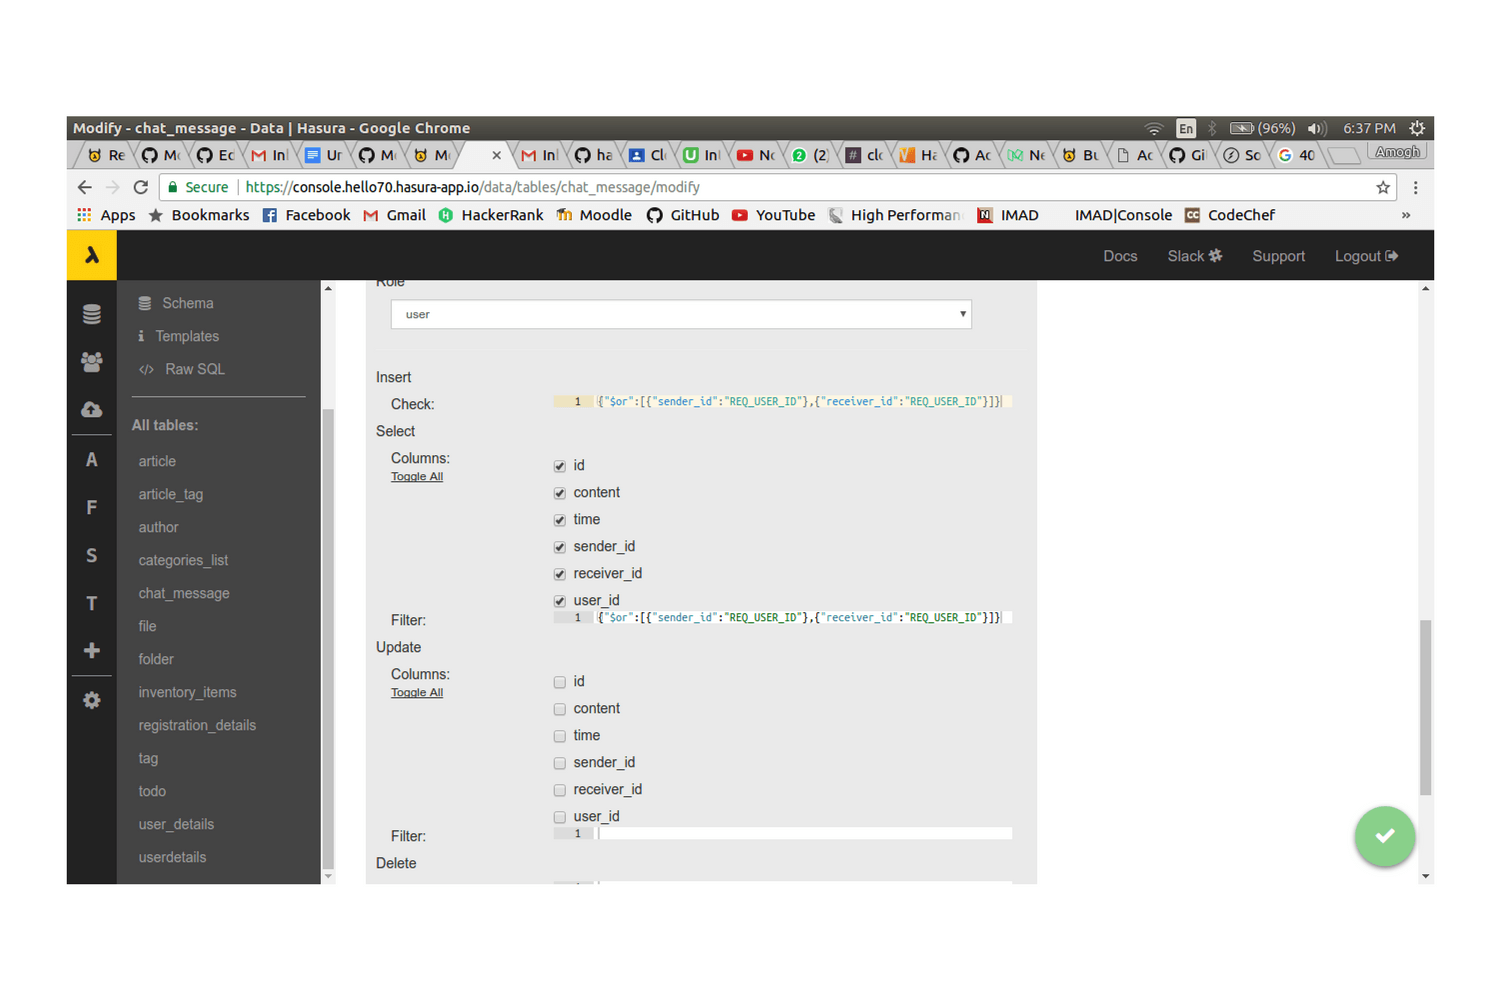 Modify - chat_message - Data | Hasura - Google Chrome
En (96%) 6:37 PM
Re Mo Ec In Ur M M × In ha Cl In No (2) clo Ha Ac Ne Bu Ac Gi So 40 Amogh
Secure | https://console.hello70.hasura-app.io/data/tables/chat_message/modify
Apps Bookmarks Facebook Gmail HackerRank Moodle GitHub YouTube High Performan IMAD IMAD|Console CodeChef »
λ Docs Slack Support Logout
Role
Schema
user
Templates
Raw SQL
Insert
Check: 1 {"$or":[{"sender_id":"REQ_USER_ID"},{"receiver_id":"REQ_USER_ID"}]}
Select
All tables:
Columns:
Toggle All
id
content
time
sender_id
receiver_id
user_id
Filter: 1 {"$or":[{"sender_id":"REQ_USER_ID"},{"receiver_id":"REQ_USER_ID"}]}
Update
Columns:
Toggle All
id
content
time
sender_id
receiver_id
user_id
Filter: 1
Delete
A
F
S
T
article
article_tag
author
categories_list
chat_message
file
folder
inventory_items
registration_details
tag
todo
user_details
userdetails